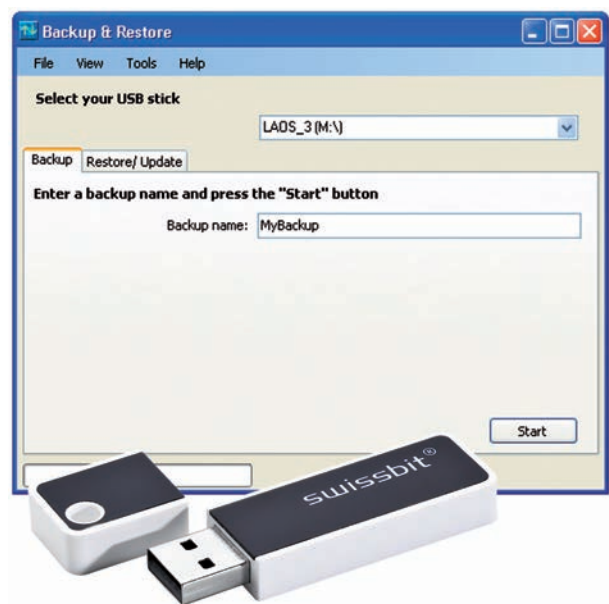 Backup & Restore
File View Tools Help
Select your USB stick
LAOS_3 (M:\)
Backup Restore/ Update
Enter a backup name and press the "Start" button
Backup name: MyBackup
Start
swissbit®